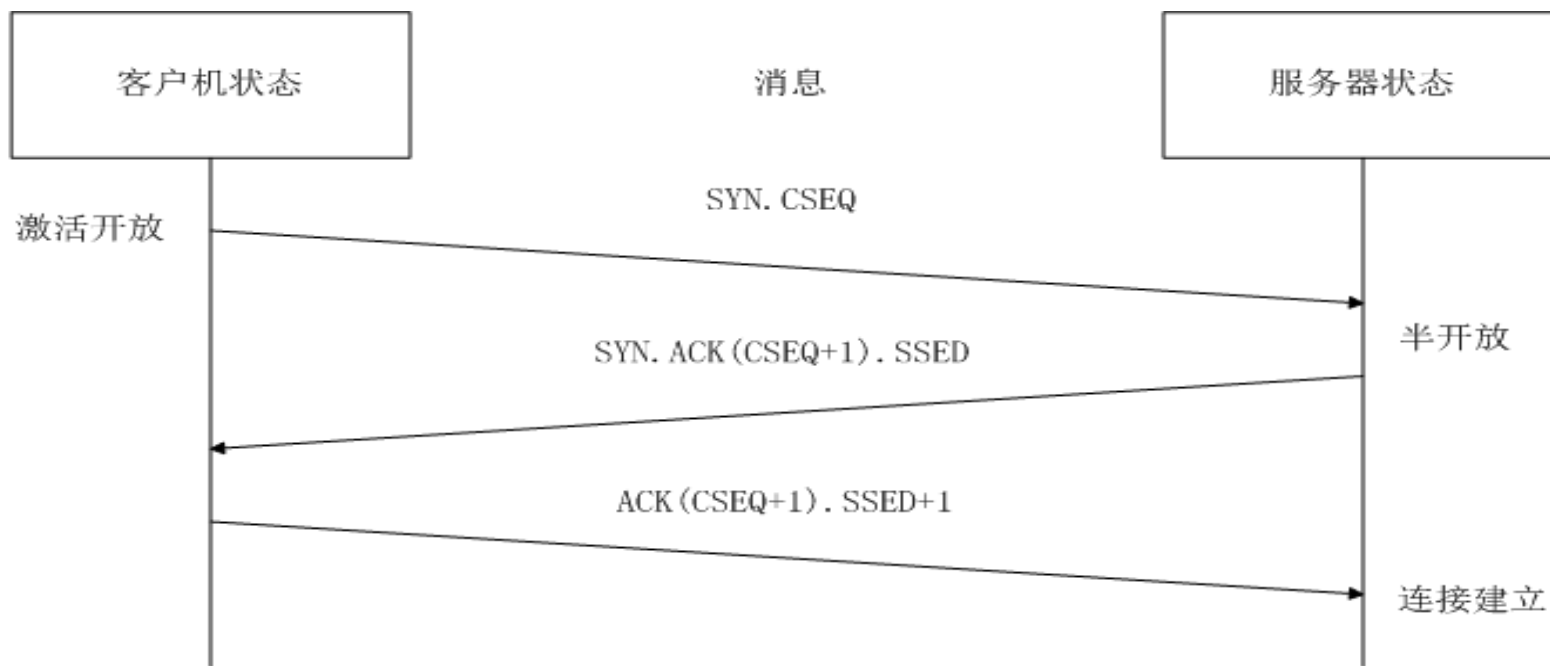 客户机状态
消息
服务器状态
SYN.CSEQ
激活开放
半开放
SYN.ACK(CSEQ+1).SSED
ACK(CSEQ+1).SSED+1
连接建立